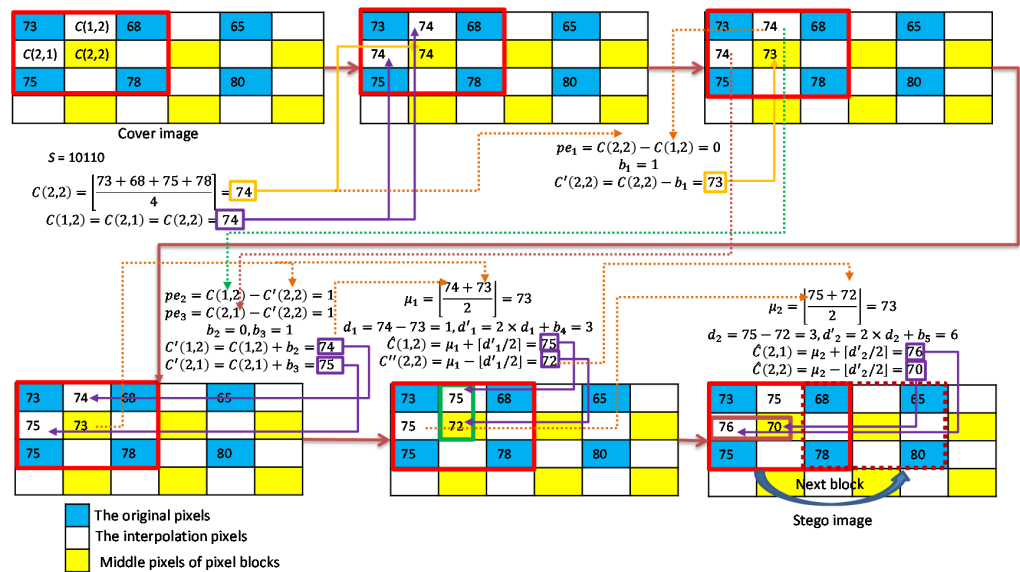 73 C(1,2) 68 65
C(2,1) C(2,2)
75 78 80
Cover image
73 74 68 65
74 74
75 78 80
73 74 68 65
74 73
75 78 80
S = 10110
C(2,2) = ⌊(73 + 68 + 75 + 78)/4⌋ = 74
C(1,2) = C(2,1) = C(2,2) = 74
pe₁ = C(2,2) − C(1,2) = 0
b₁ = 1
C′(2,2) = C(2,2) − b₁ = 73
pe₂ = C(1,2) − C′(2,2) = 1
pe₃ = C(2,1) − C′(2,2) = 1
b₂ = 0, b₃ = 1
C′(1,2) = C(1,2) + b₂ = 74
C′(2,1) = C(2,1) + b₃ = 75
μ₁ = ⌊(74 + 73)/2⌋ = 73
d₁ = 74 − 73 = 1, d′₁ = 2 × d₁ + b₄ = 3
Ĉ(1,2) = μ₁ + ⌈d′₁/2⌉ = 75
C′′(2,2) = μ₁ − ⌈d′₁/2⌉ = 72
μ₂ = ⌊(75 + 72)/2⌋ = 73
d₂ = 75 − 72 = 3, d′₂ = 2 × d₂ + b₅ = 6
Ĉ(2,1) = μ₂ + ⌈d′₂/2⌉ = 76
Ĉ(2,2) = μ₂ − ⌈d′₂/2⌉ = 70
73 74 68 65
75 73
75 78 80
73 75 68 65
75 72
75 78 80
73 75 68 65
76 70
75 78 80
Next block
Stego image
The original pixels
The interpolation pixels
Middle pixels of pixel blocks